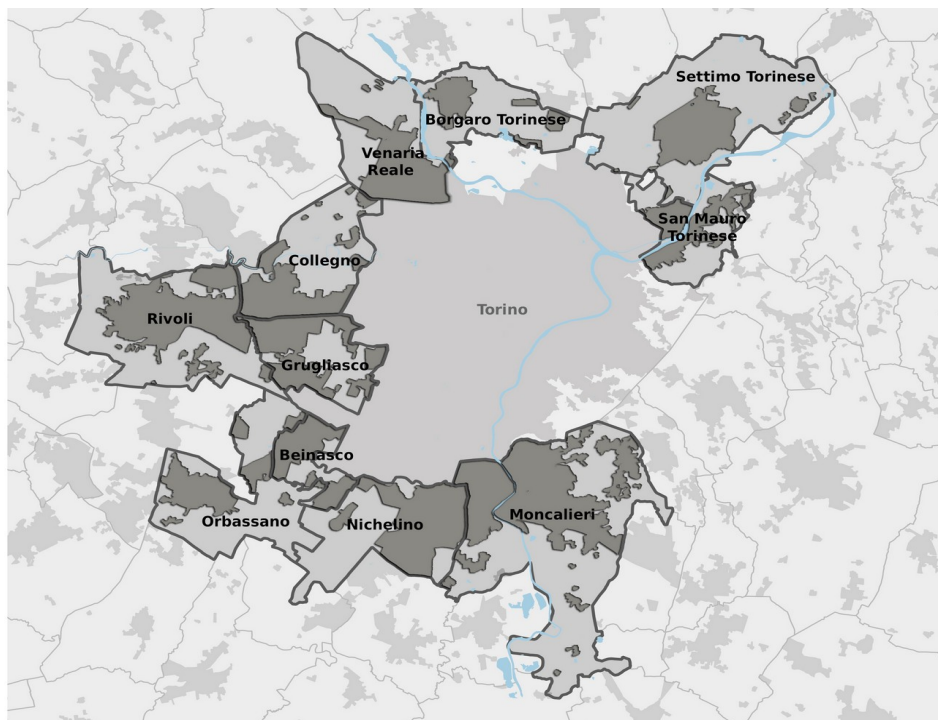 Settimo Torinese
Borgaro Torinese
Venaria
Reale
San Mauro
Torinese
Collegno
Torino
Rivoli
Grugliasco
Beinasco
Orbassano
Nichelino
Moncalieri